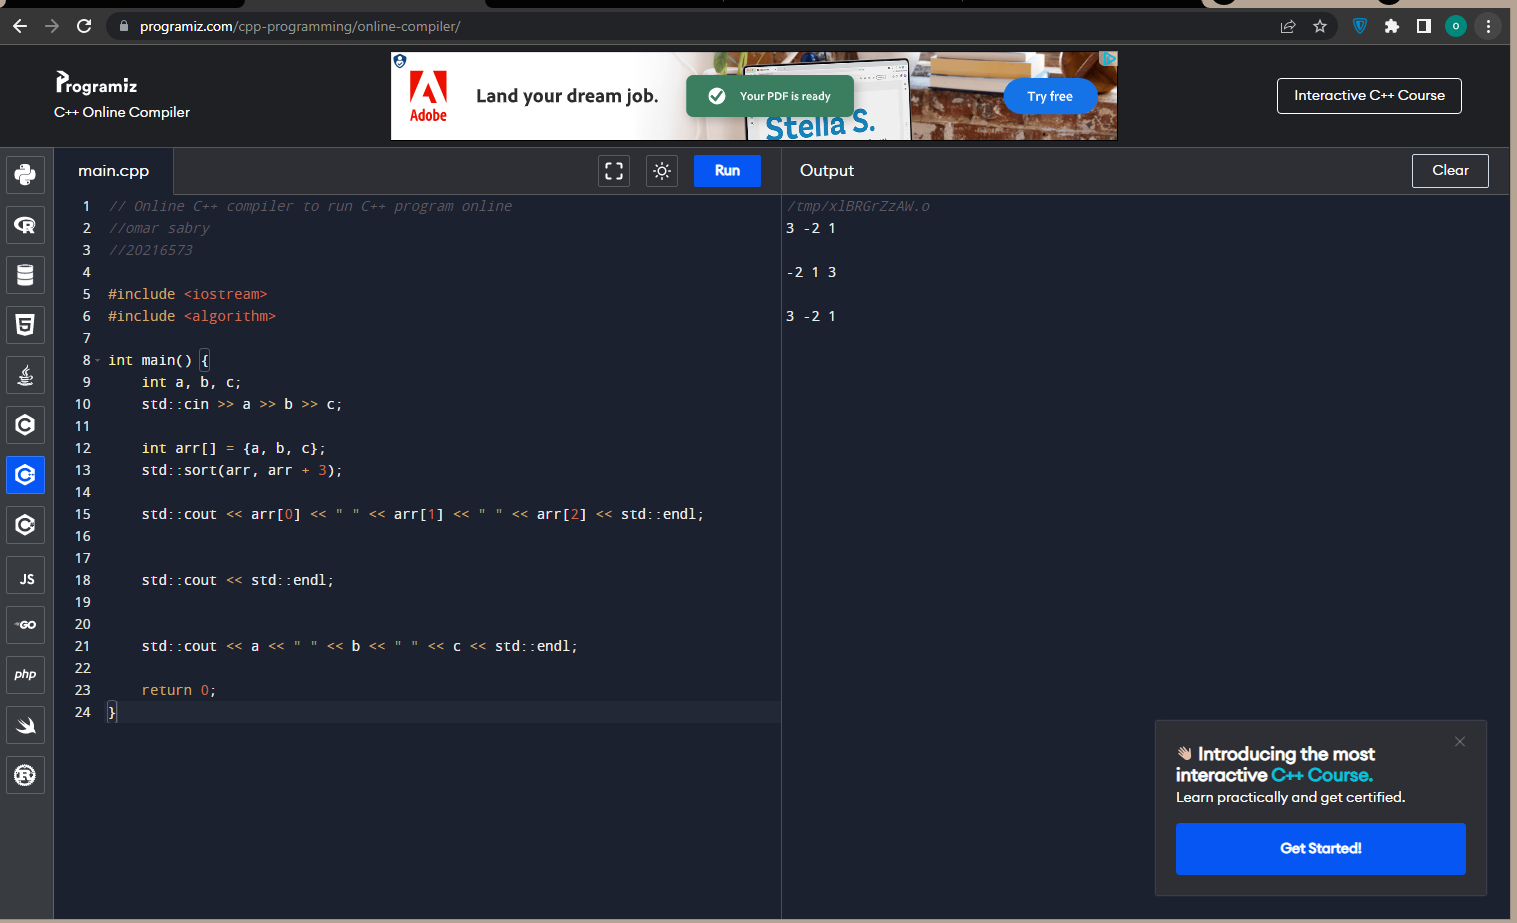 programiz.com/cpp-programming/online-compiler/
O
Programiz
C++ Online Compiler
Adobe
Land your dream job.
Your PDF is ready
Stella S.
Try free
Interactive C++ Course
main.cpp
Run
Output
Clear
1 // Online C++ compiler to run C++ program online
2 //omar sabry
3 //20216573
4
5 #include <iostream>
6 #include <algorithm>
7
8 int main() {
9 int a, b, c;
10 std::cin >> a >> b >> c;
11
12 int arr[] = {a, b, c};
13 std::sort(arr, arr + 3);
14
15 std::cout << arr[0] << " " << arr[1] << " " << arr[2] << std::endl;
16
17
18 std::cout << std::endl;
19
20
21 std::cout << a << " " << b << " " << c << std::endl;
22
23 return 0;
24 }
/tmp/xlBRGrZzAW.o
3 -2 1
-2 1 3
3 -2 1
R
5
C
C
C
JS
GO
php
R
👋🏼 Introducing the most
interactive C++ Course.
Learn practically and get certified.
Get Started!